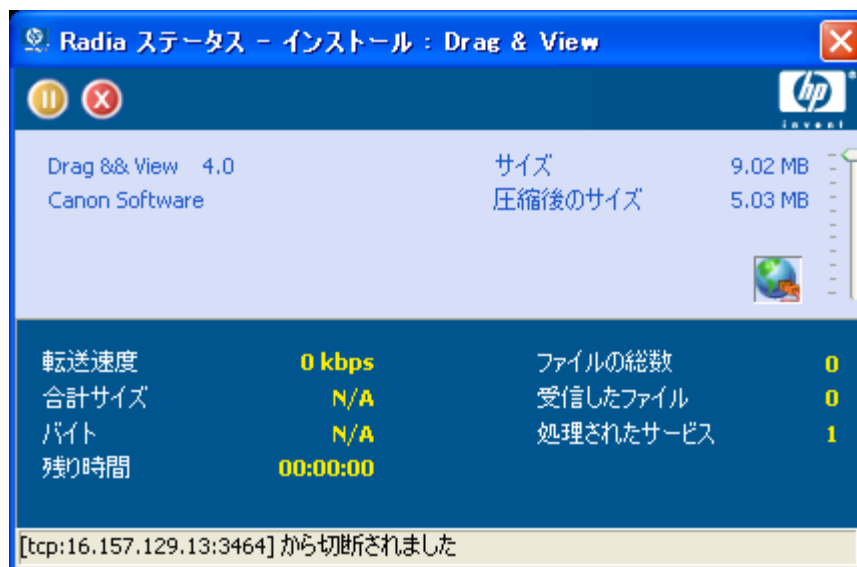 Radia ステータス - インストール : Drag & View
hp
invent
Drag && View 4.0
サイズ 9.02 MB
Canon Software
圧縮後のサイズ 5.03 MB
転送速度 0 kbps
ファイルの総数 0
合計サイズ N/A
受信したファイル 0
バイト N/A
処理されたサービス 1
残り時間 00:00:00
[tcp:16.157.129.13:3464] から切断されました